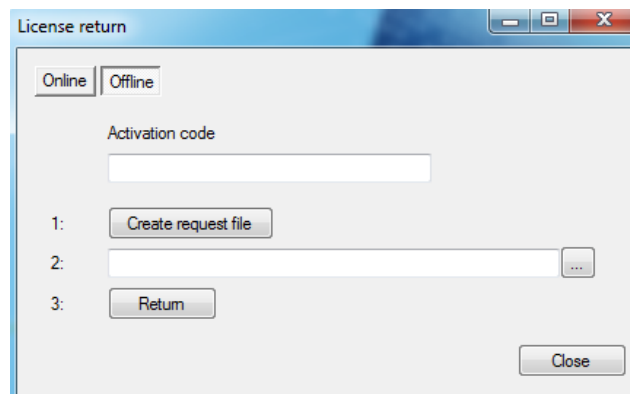 License return
Online Offline
Activation code
1: Create request file
2: ...
3: Return
Close